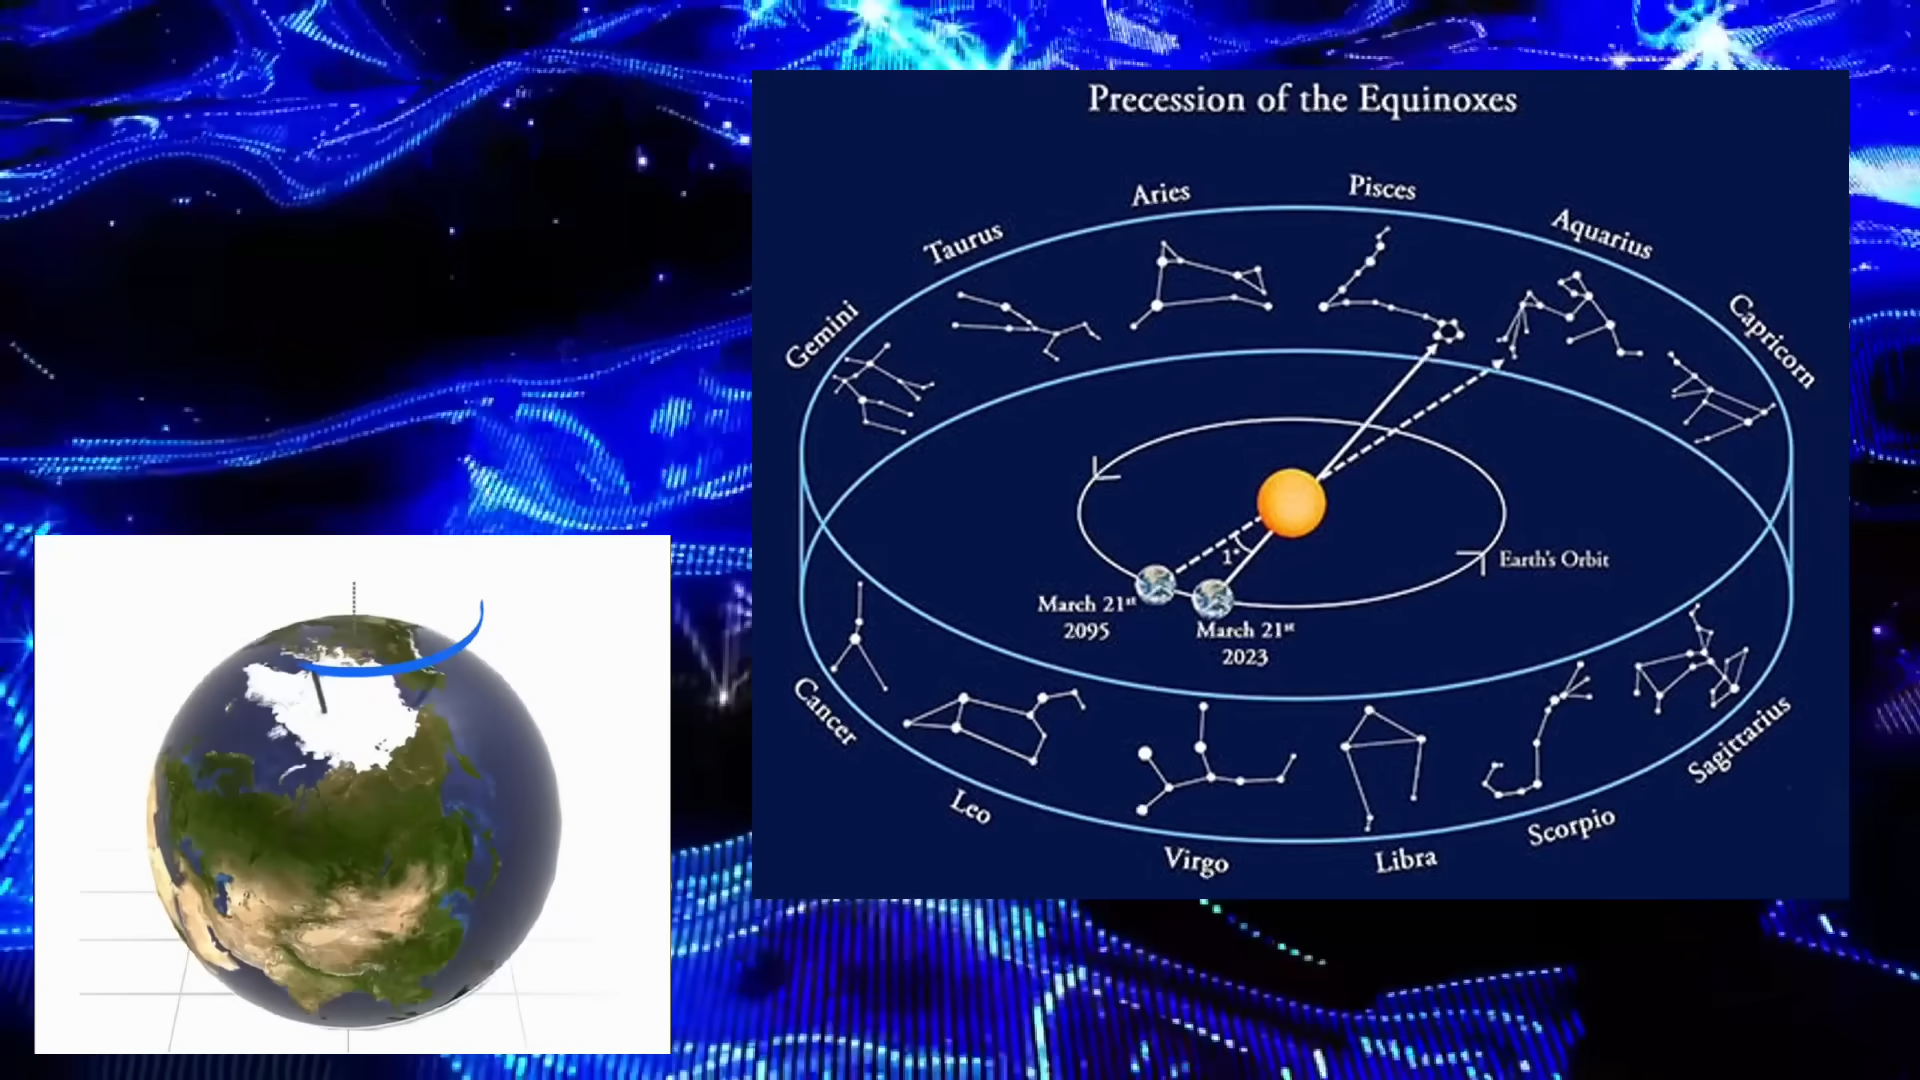 Precession of the Equinoxes
Aries
Pisces
Taurus
Aquarius
Gemini
Capricorn
1°
Earth's Orbit
March 21st
2095
March 21st
2023
Cancer
Sagittarius
Leo
Scorpio
Virgo
Libra